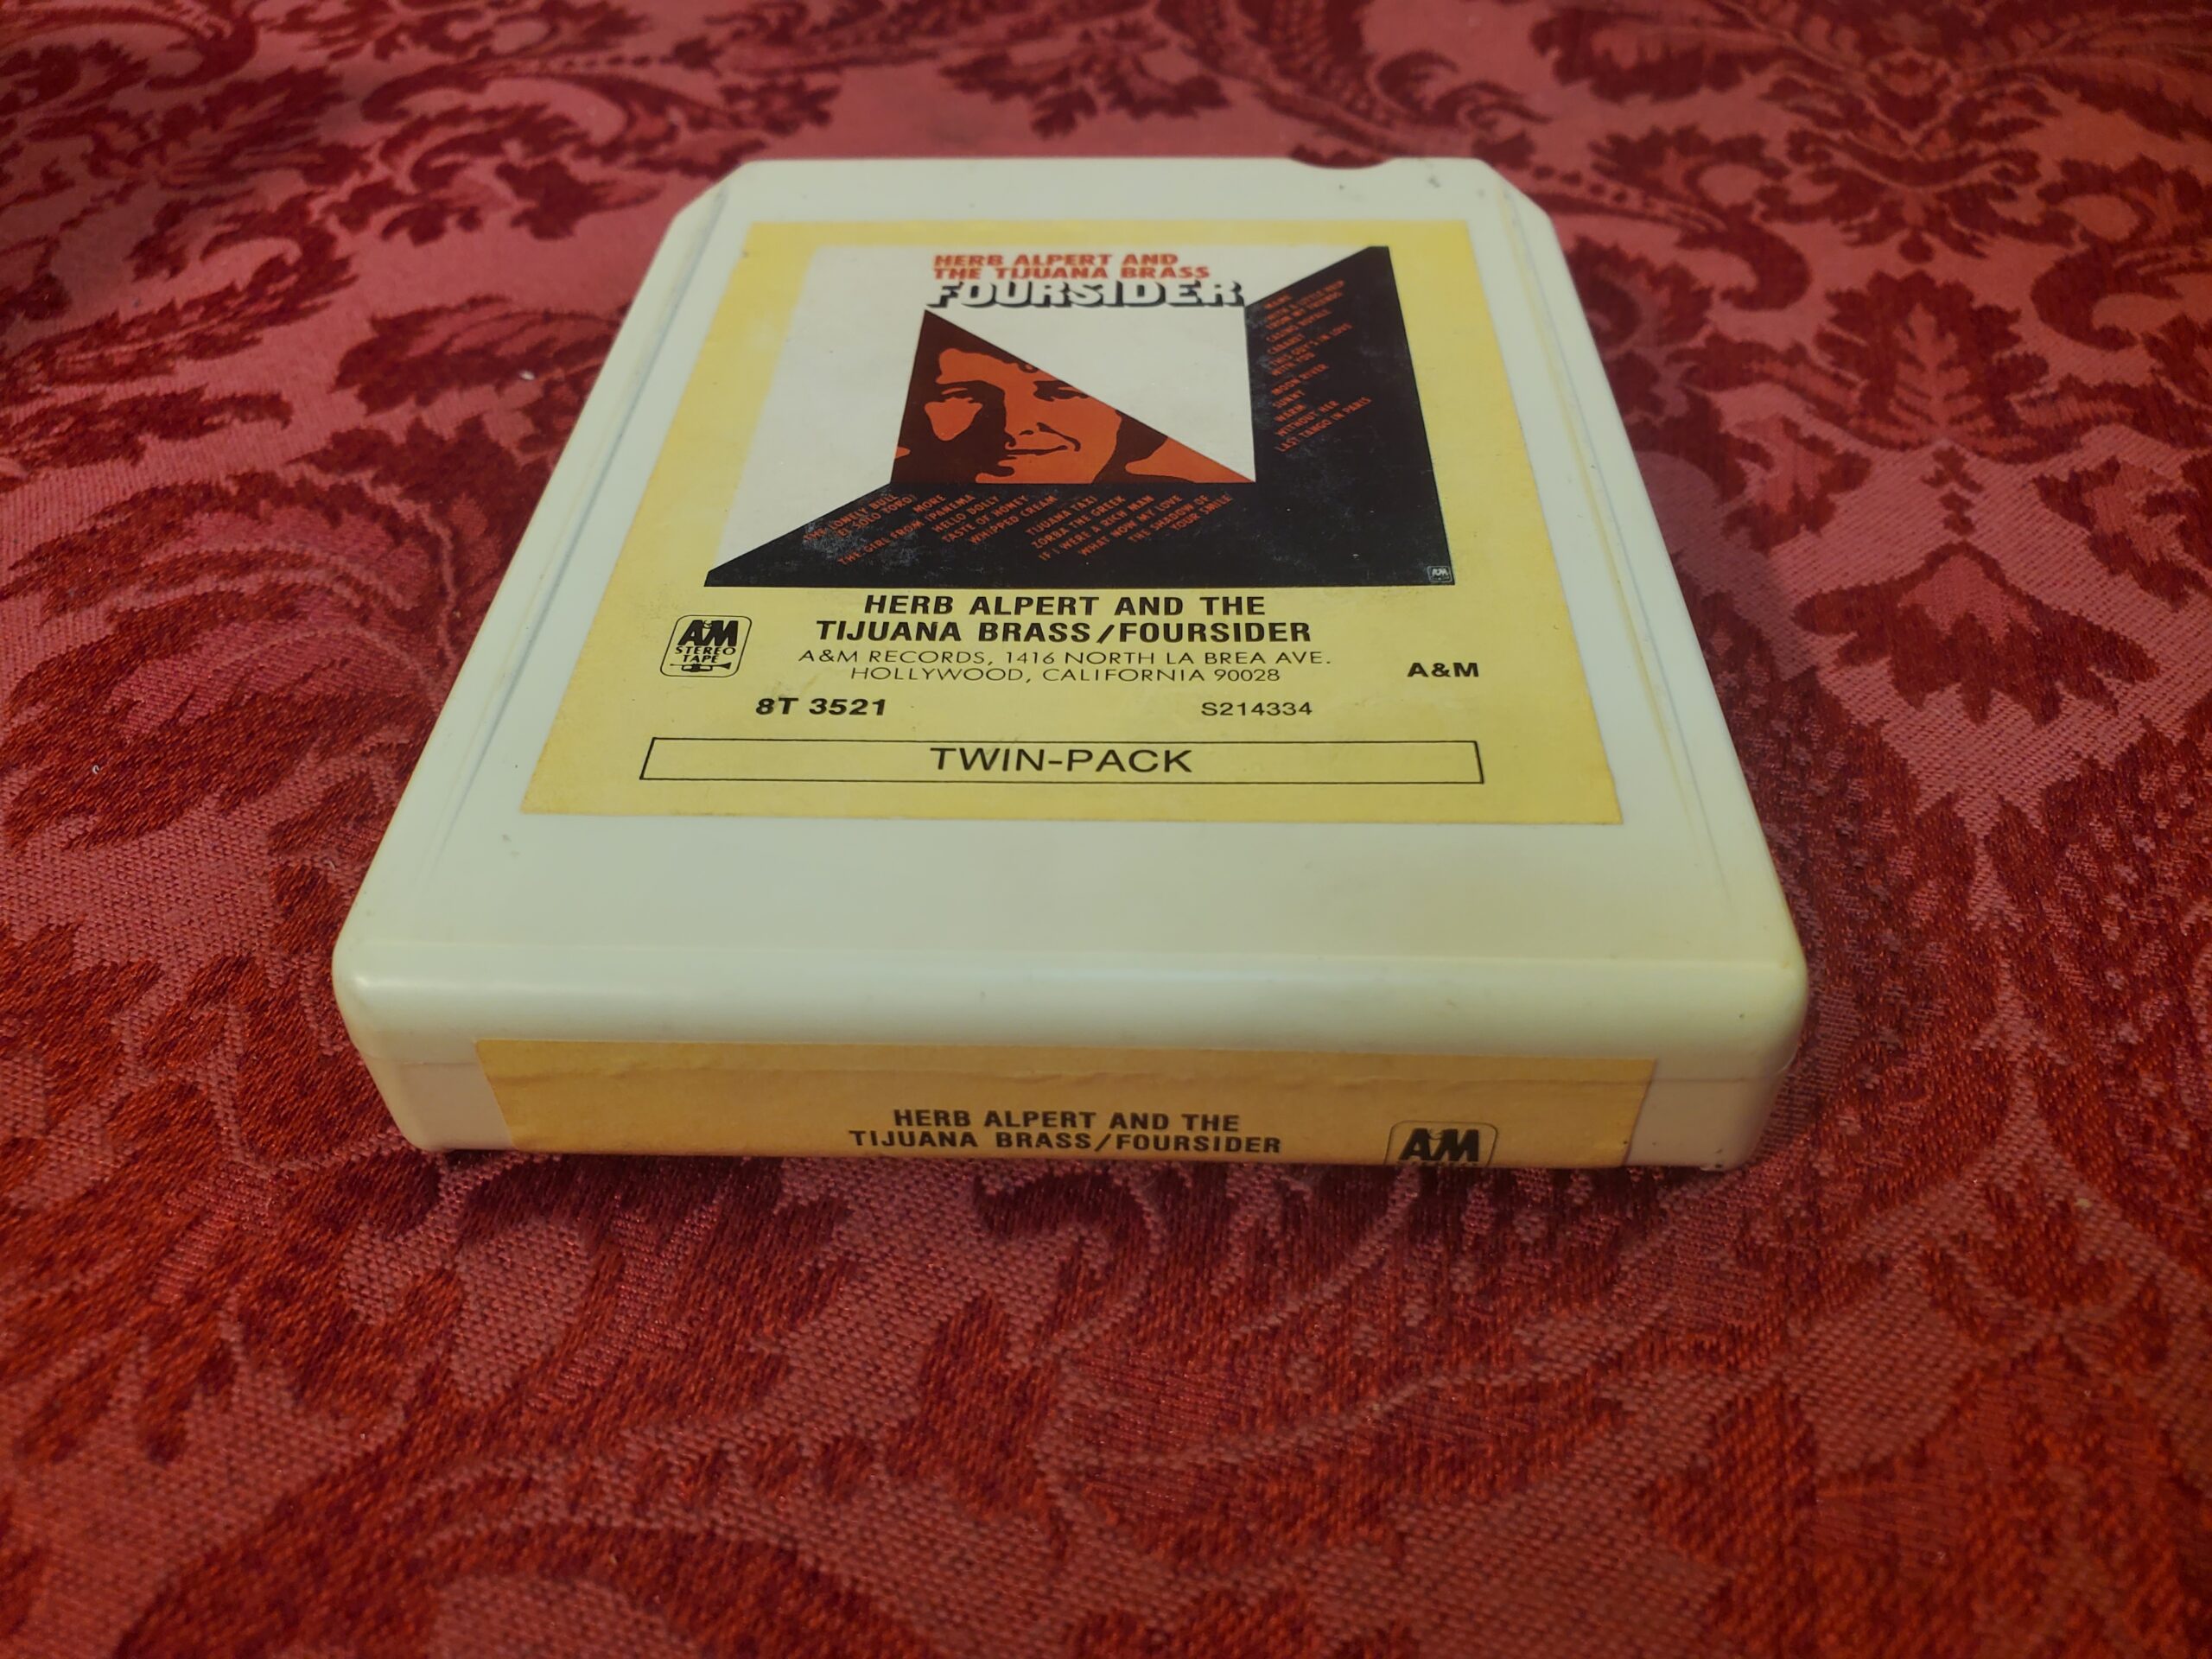 HERB ALPERT AND
THE TIJUANA BRASS
FOURSIDER
MAME
WITH A LITTLE HELP
FROM MY FRIENDS
CASINO ROYALE
CABARET
THIS GUY'S IN LOVE
WITH YOU
MOON RIVER
SUNNY
WARM
WITHOUT HER
LAST TANGO IN PARIS
THE LONELY BULL
(EL SOLO TORO)
MORE
THE GIRL FROM IPANEMA
HELLO DOLLY
TASTE OF HONEY
WHIPPED CREAM
TIJUANA TAXI
ZORBA THE GREEK
IF I WERE A RICH MAN
WHAT NOW MY LOVE
THE SHADOW OF
YOUR SMILE
A&M
HERB ALPERT AND THE
TIJUANA BRASS/FOURSIDER
A&M RECORDS, 1416 NORTH LA BREA AVE.
HOLLYWOOD, CALIFORNIA 90028
A&M
STEREO
TAPE
A&M
8T 3521
S214334
TWIN-PACK
HERB ALPERT AND THE
TIJUANA BRASS/FOURSIDER
A&M